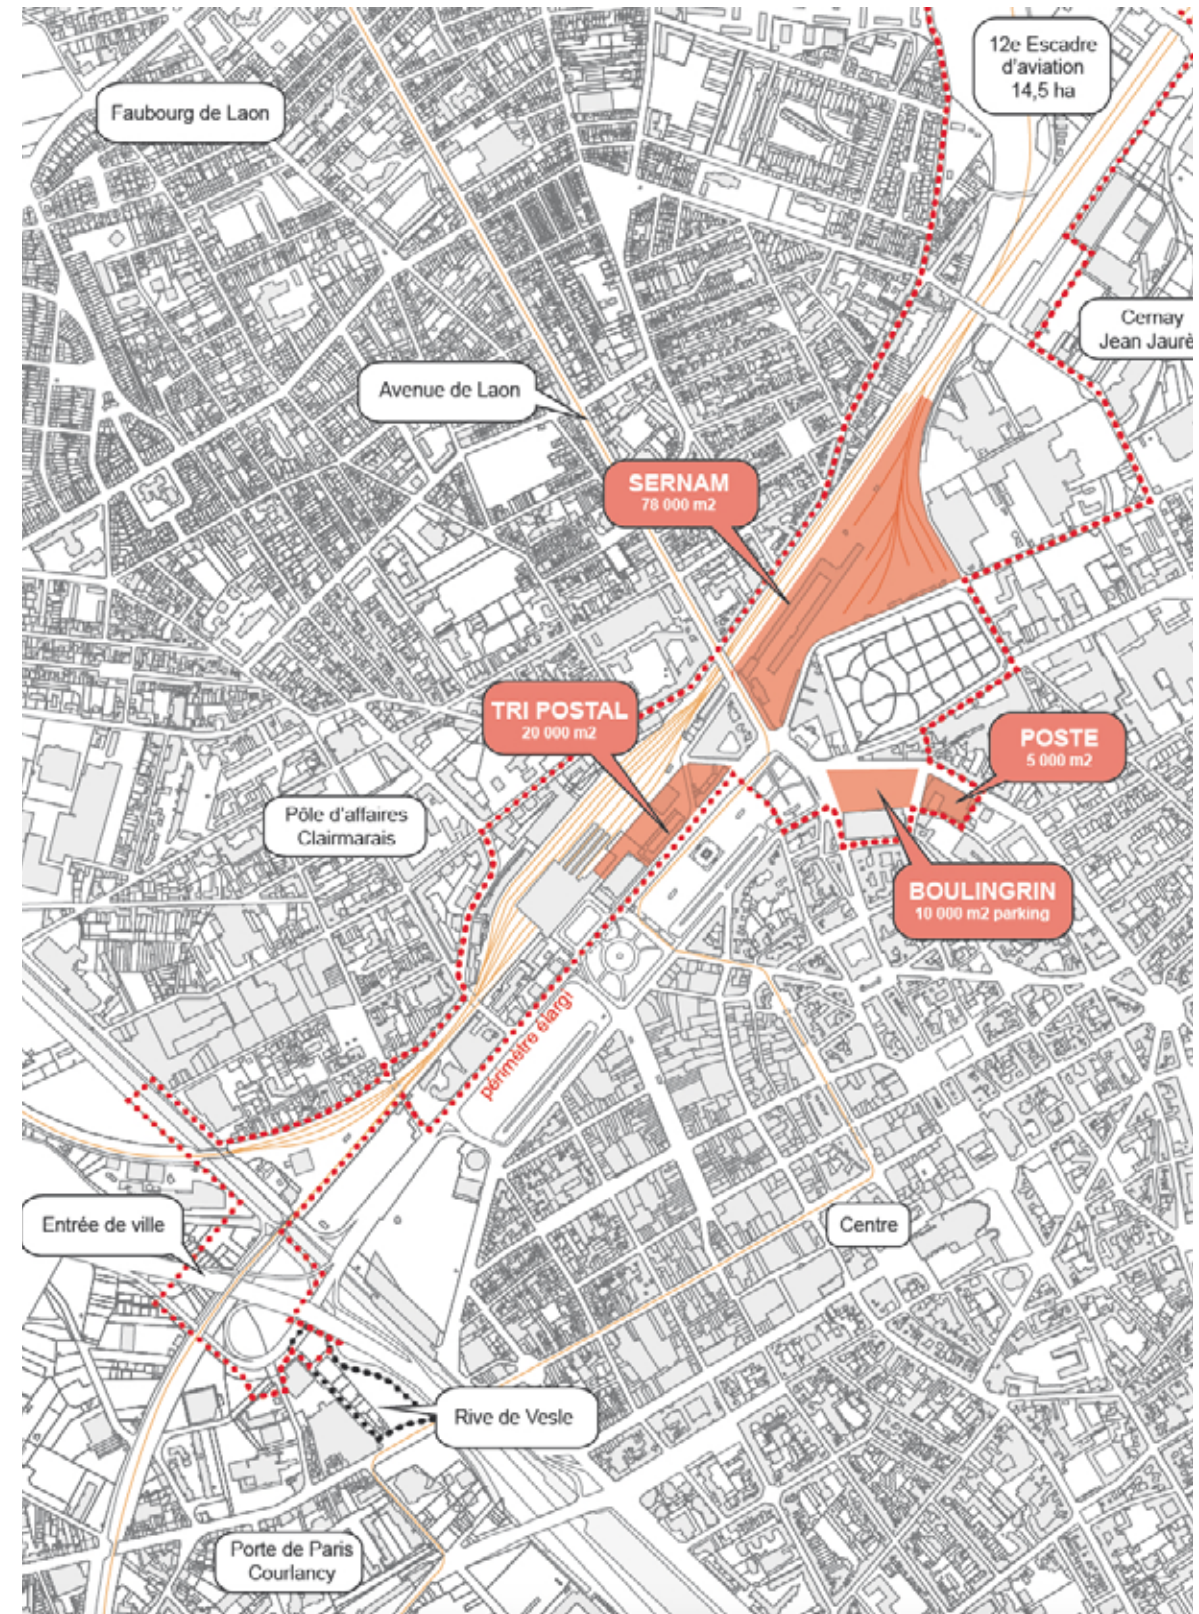 12e Escadre
d'aviation
14,5 ha
Faubourg de Laon
Cernay
Jean Jaurè
Avenue de Laon
SERNAM
78 000 m2
TRI POSTAL
20 000 m2
POSTE
5 000 m2
Pôle d'affaires
Clairmarais
BOULINGRIN
10 000 m2 parking
périmètre élargi
Entrée de ville
Centre
Rive de Vesle
Porte de Paris
Courlancy